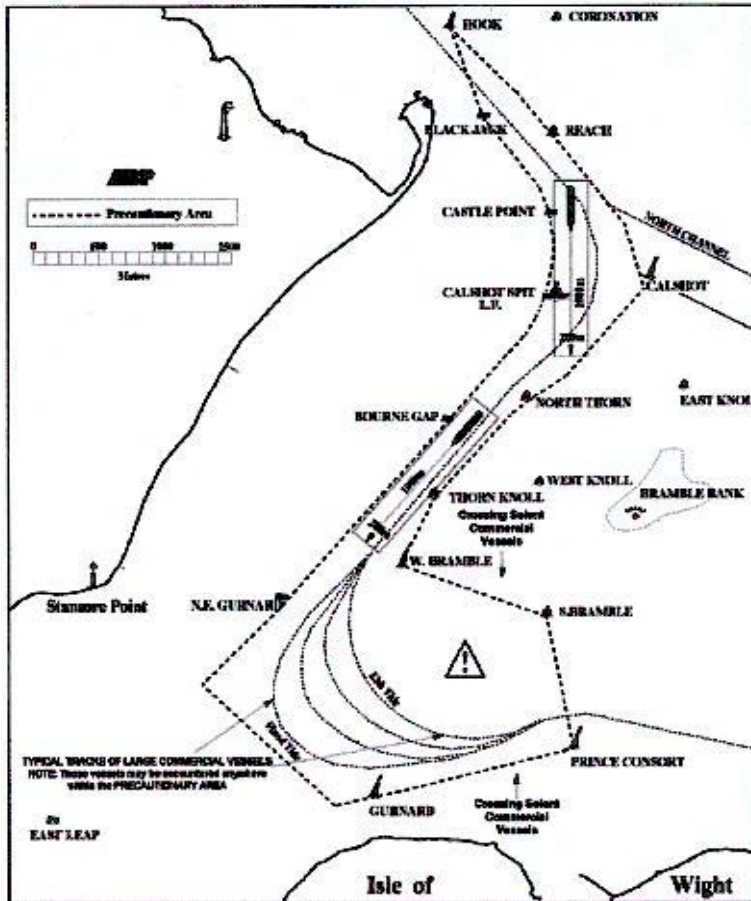 HOOK
CORONATION
BLACK JACK
REACH
Precautionary Area
CASTLE POINT
0 500 1000 2500
Metres
NORTH CHANNEL
CALSHOT
CALSHOT SPIT
L.F.
NORTH THORN
EAST KNOLL
BOURNE GAP
WEST KNOLL
BRAMBLE BANK
THORN KNOLL
Crossing Solent
Commercial
Vessels
W. BRAMBLE
Stansore Point
N.E. GURNARD
S.BRAMBLE
!
Ebb Tide
Flood Tide
TYPICAL TRACKS OF LARGE COMMERCIAL VESSELS
NOTE: These vessels may be encountered anywhere
within the PRECAUTIONARY AREA
PRINCE CONSORT
GURNARD
Crossing Solent
Commercial
Vessels
EAST LEAP
Isle of Wight